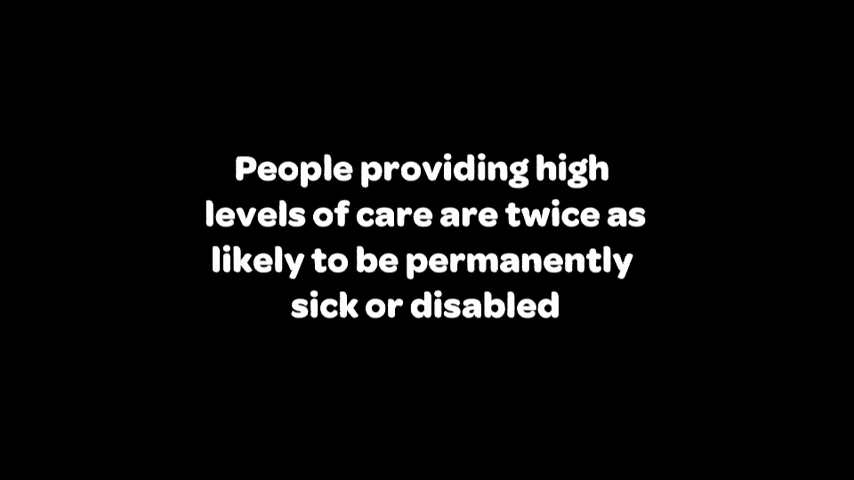 People providing high
levels of care are twice as
likely to be permanently
sick or disabled